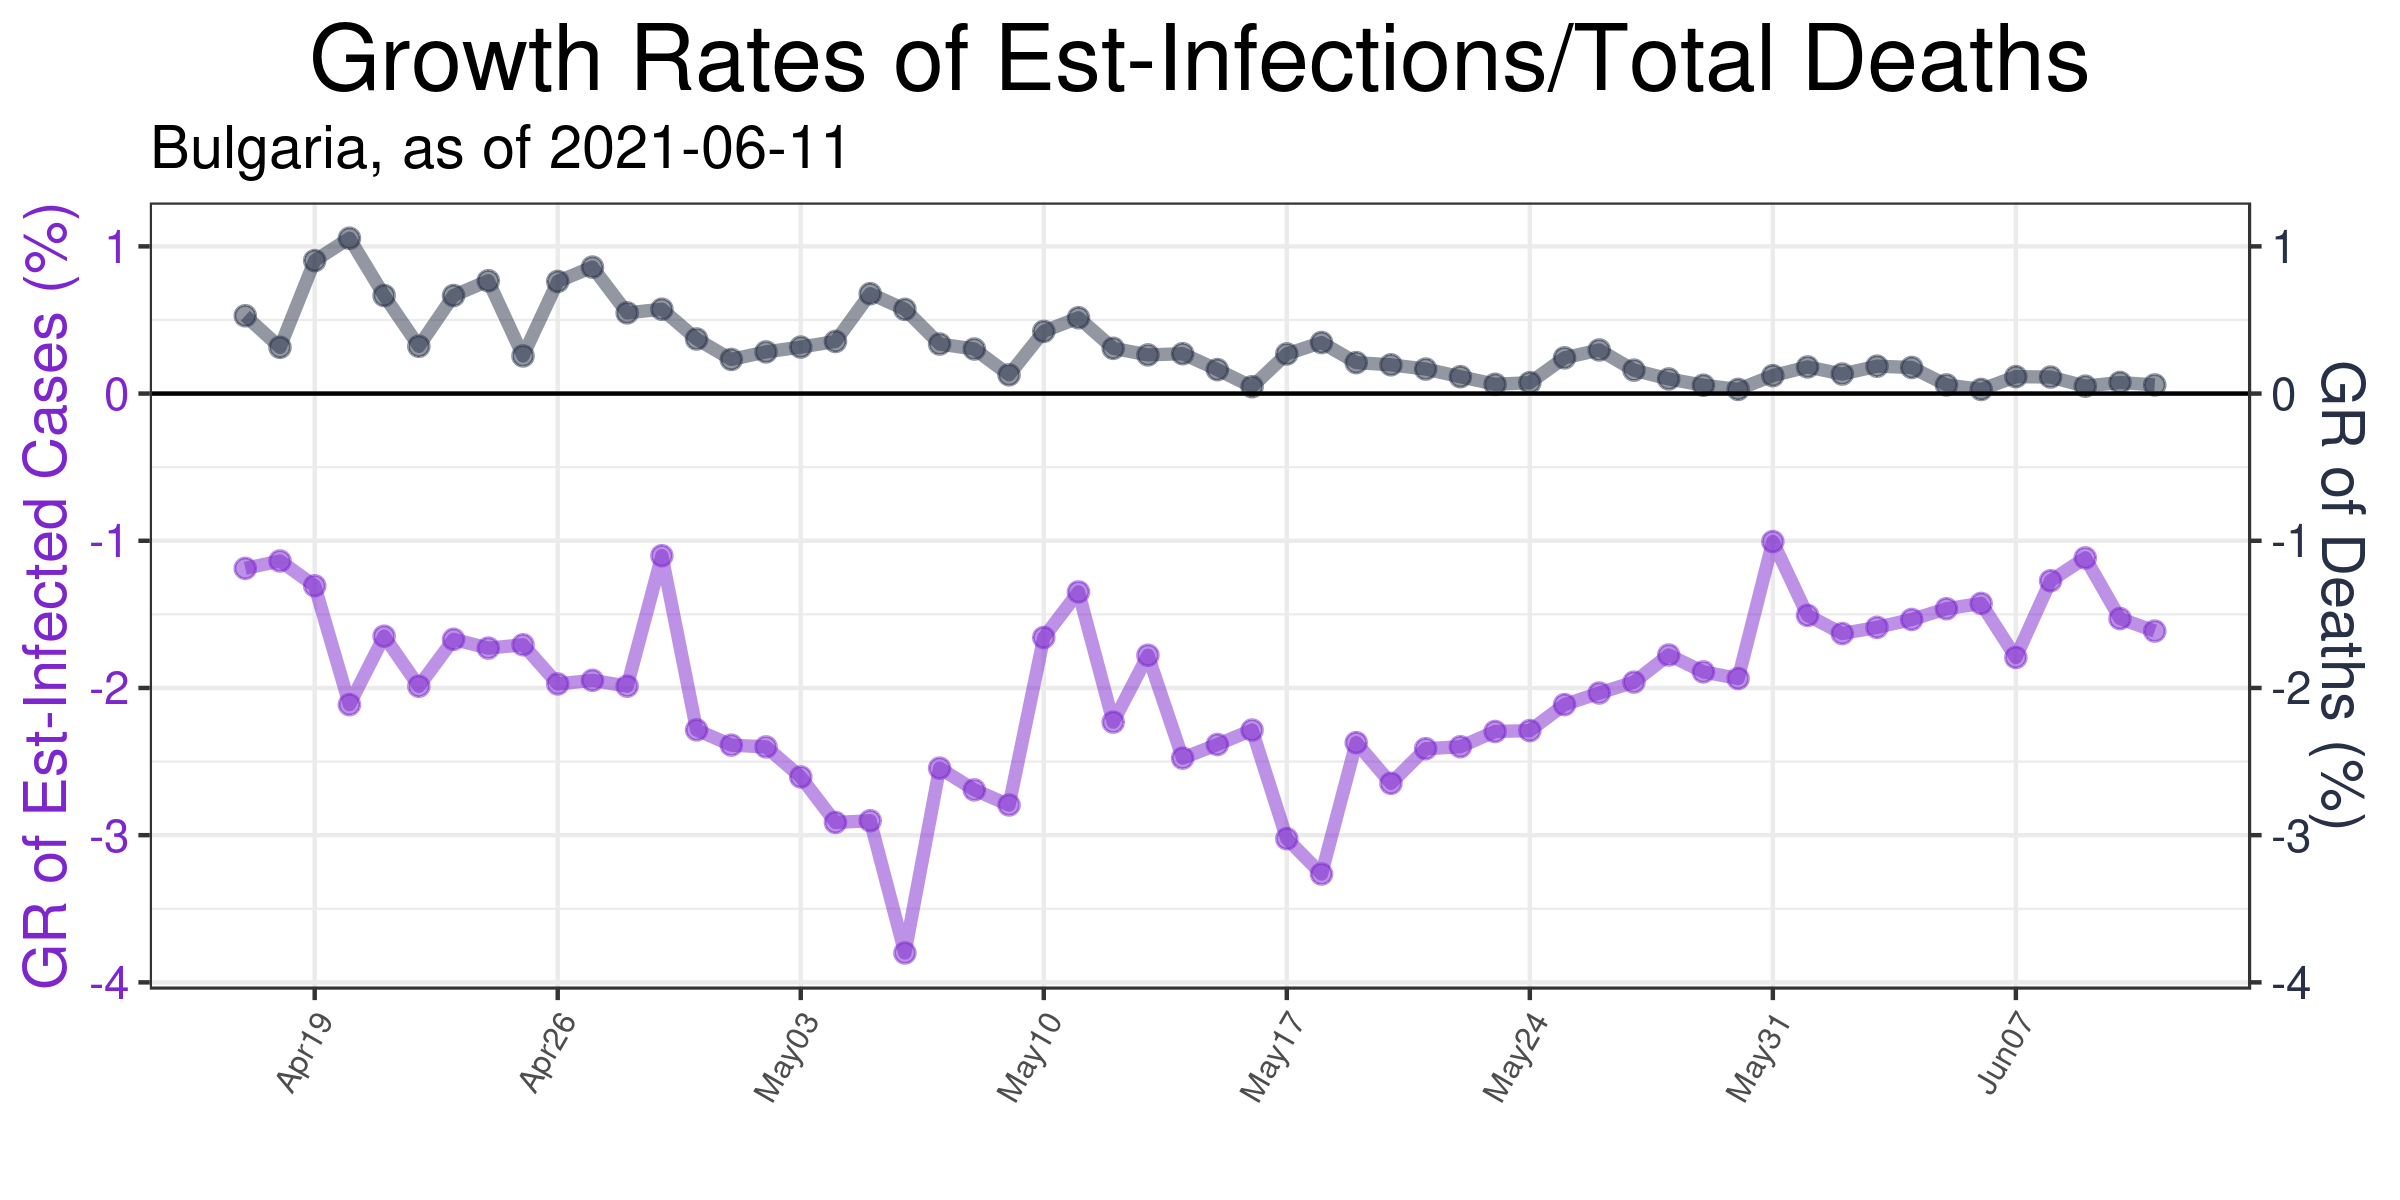 Growth Rates of Est-Infections/Total Deaths
Bulgaria, as of 2021-06-11
GR of Est-Infected Cases (%)
1
0
-1
-2
-3
-4
1
0
-1
-2
-3
-4
GR of Deaths (%)
Apr19
Apr26
May03
May10
May17
May24
May31
Jun07